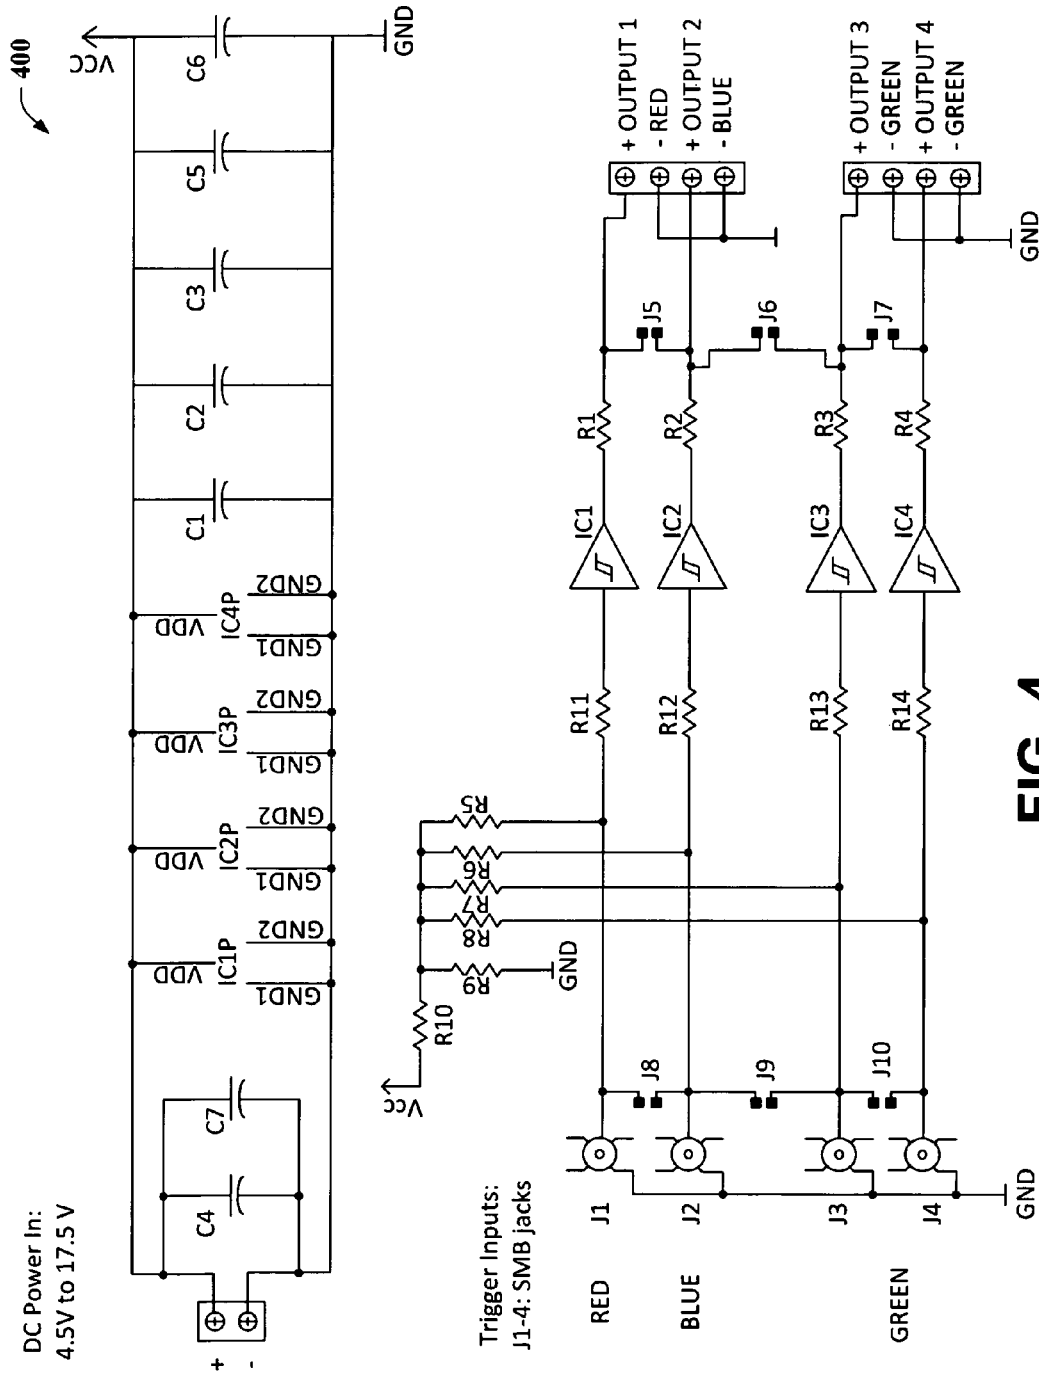 400
DC Power In:
4.5V to 17.5 V
+
-
C4
C7
IC1P
VDD
GND1
GND2
IC2P
VDD
GND1
GND2
IC3P
VDD
GND1
GND2
IC4P
VDD
GND1
GND2
C1
C2
C3
C5
C6
VCC
GND
Trigger Inputs:
J1-4: SMB jacks
RED
BLUE
GREEN
J1
J2
J3
J4
GND
J8
J9
J10
Vcc
R10
R9
GND
R8
R7
R6
R5
R11
R12
R13
R14
IC1
IC2
IC3
IC4
R1
R2
R3
R4
J5
J6
J7
+ OUTPUT 1
- RED
+ OUTPUT 2
- BLUE
+ OUTPUT 3
- GREEN
+ OUTPUT 4
- GREEN
GND